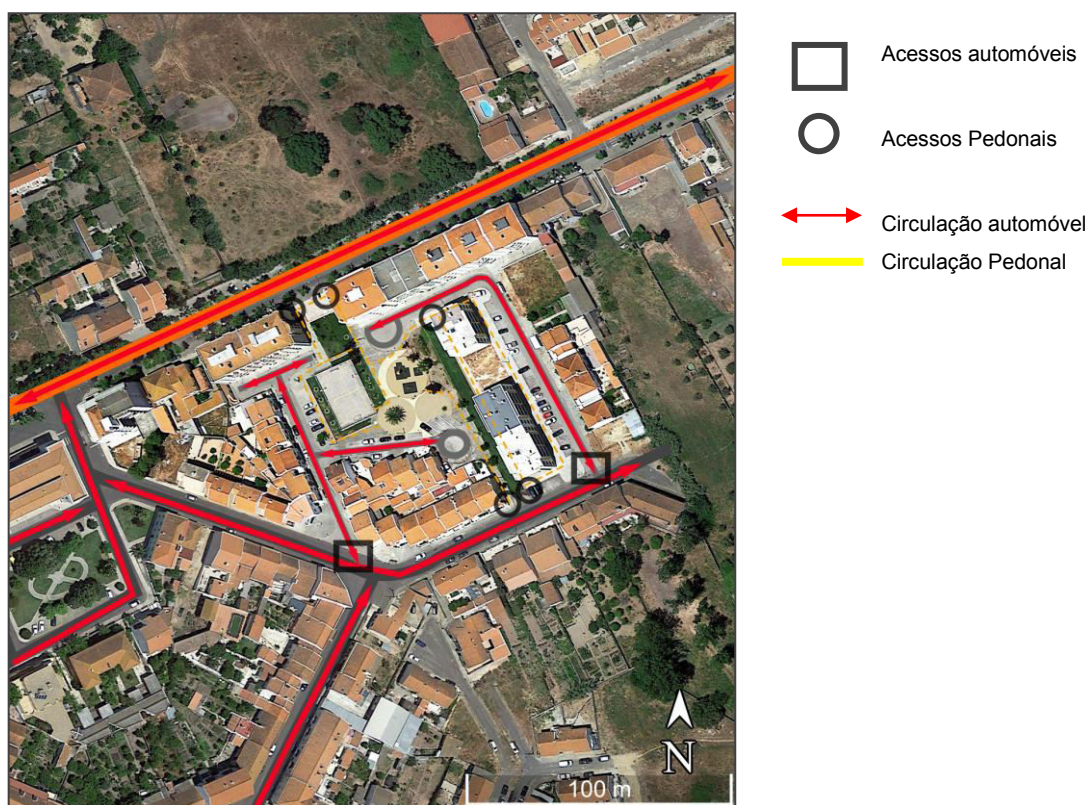 Acessos automóveis
Acessos Pedonais
Circulação automóvel
Circulação Pedonal
N
100 m